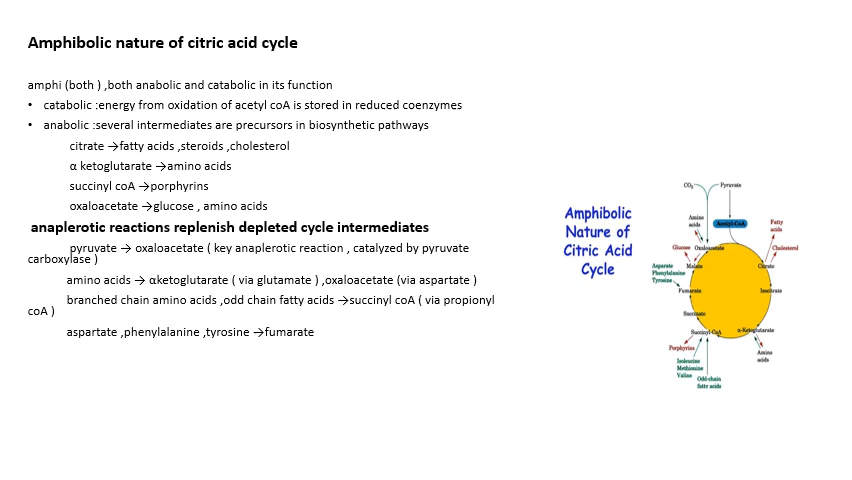 Amphibolic nature of citric acid cycle
amphi (both ) ,both anabolic and catabolic in its function
• catabolic :energy from oxidation of acetyl coA is stored in reduced coenzymes
• anabolic :several intermediates are precursors in biosynthetic pathways
citrate →fatty acids ,steroids ,cholesterol
α ketoglutarate →amino acids
succinyl coA →porphyrins
oxaloacetate →glucose , amino acids
anaplerotic reactions replenish depleted cycle intermediates
pyruvate → oxaloacetate ( key anaplerotic reaction , catalyzed by pyruvate
carboxylase )
amino acids → αketoglutarate ( via glutamate ) ,oxaloacetate (via aspartate )
branched chain amino acids ,odd chain fatty acids →succinyl coA ( via propionyl
coA )
aspartate ,phenylalanine ,tyrosine →fumarate
Amphibolic
Nature of
Citric Acid
Cycle
CO₂ Pyruvate
Amino
acids
Acetyl-CoA
Fatty
acids
Glucose Oxaloacetate Cholesterol
Aspartate
Phenylalanine
Tyrosine
Malate Citrate
Fumarate Isocitrate
Succinate
Succinyl-CoA α-Ketoglutarate
Porphyrins
Amino
acids
Isoleucine
Methionine
Valine
Odd-chain
fatty acids